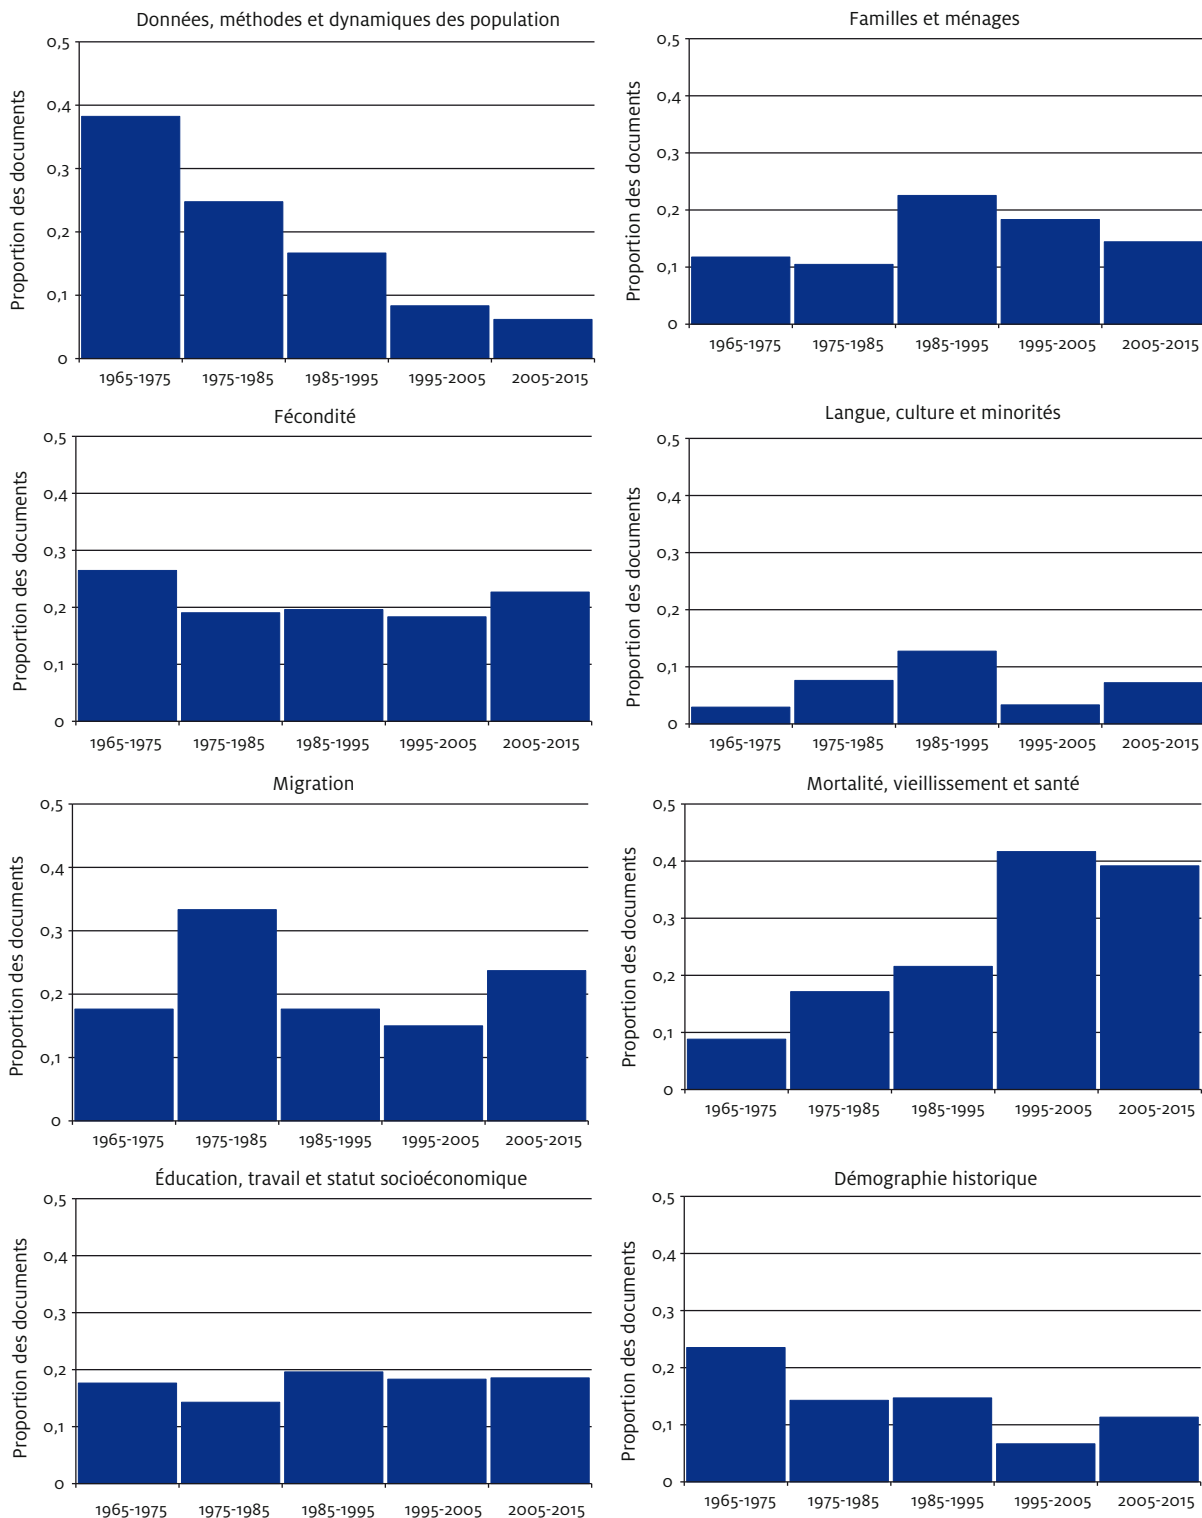 Données, méthodes et dynamiques des population
Proportion des documents
0,5
0,4
0,3
0,2
0,1
0
1965-1975 1975-1985 1985-1995 1995-2005 2005-2015
Familles et ménages
Proportion des documents
0,5
0,4
0,3
0,2
0,1
0
1965-1975 1975-1985 1985-1995 1995-2005 2005-2015
Fécondité
Proportion des documents
0,5
0,4
0,3
0,2
0,1
0
1965-1975 1975-1985 1985-1995 1995-2005 2005-2015
Langue, culture et minorités
Proportion des documents
0,5
0,4
0,3
0,2
0,1
0
1965-1975 1975-1985 1985-1995 1995-2005 2005-2015
Migration
Proportion des documents
0,5
0,4
0,3
0,2
0,1
0
1965-1975 1975-1985 1985-1995 1995-2005 2005-2015
Mortalité, vieillissement et santé
Proportion des documents
0,5
0,4
0,3
0,2
0,1
0
1965-1975 1975-1985 1985-1995 1995-2005 2005-2015
Éducation, travail et statut socioéconomique
Proportion des documents
0,5
0,4
0,3
0,2
0,1
0
1965-1975 1975-1985 1985-1995 1995-2005 2005-2015
Démographie historique
Proportion des documents
0,5
0,4
0,3
0,2
0,1
0
1965-1975 1975-1985 1985-1995 1995-2005 2005-2015